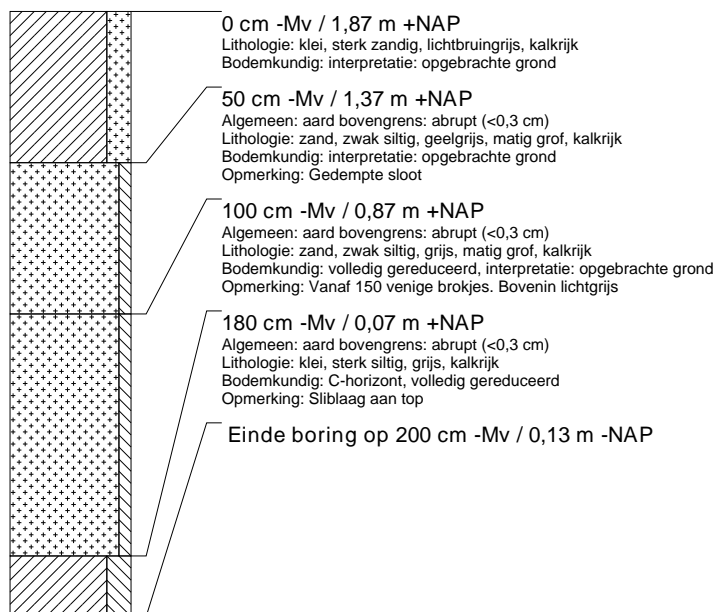 0 cm -Mv / 1,87 m +NAP
Lithologie: klei, sterk zandig, lichtbruingrijs, kalkrijk
Bodemkundig: interpretatie: opgebrachte grond
50 cm -Mv / 1,37 m +NAP
Algemeen: aard bovengrens: abrupt (<0,3 cm)
Lithologie: zand, zwak siltig, geelgrijs, matig grof, kalkrijk
Bodemkundig: interpretatie: opgebrachte grond
Opmerking: Gedempte sloot
100 cm -Mv / 0,87 m +NAP
Algemeen: aard bovengrens: abrupt (<0,3 cm)
Lithologie: zand, zwak siltig, grijs, matig grof, kalkrijk
Bodemkundig: volledig gereduceerd, interpretatie: opgebrachte grond
Opmerking: Vanaf 150 venige brokjes. Bovenin lichtgrijs
180 cm -Mv / 0,07 m +NAP
Algemeen: aard bovengrens: abrupt (<0,3 cm)
Lithologie: klei, sterk siltig, grijs, kalkrijk
Bodemkundig: C-horizont, volledig gereduceerd
Opmerking: Sliblaag aan top
Einde boring op 200 cm -Mv / 0,13 m -NAP